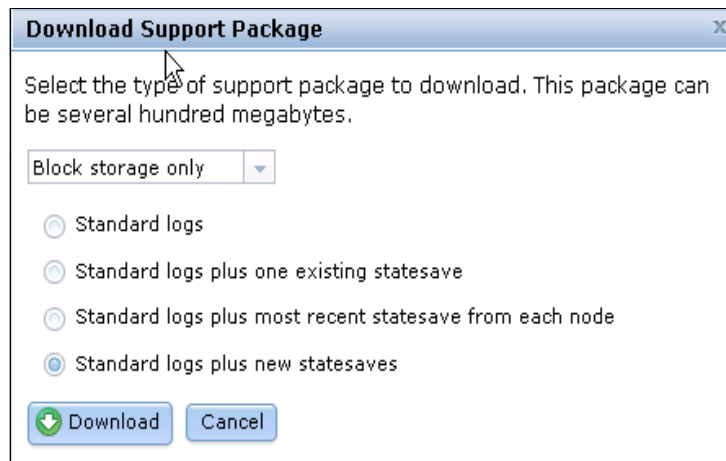 Download Support Package
x
Select the type of support package to download. This package can
be several hundred megabytes.
Block storage only
Standard logs
Standard logs plus one existing statesave
Standard logs plus most recent statesave from each node
Standard logs plus new statesaves
Download Cancel